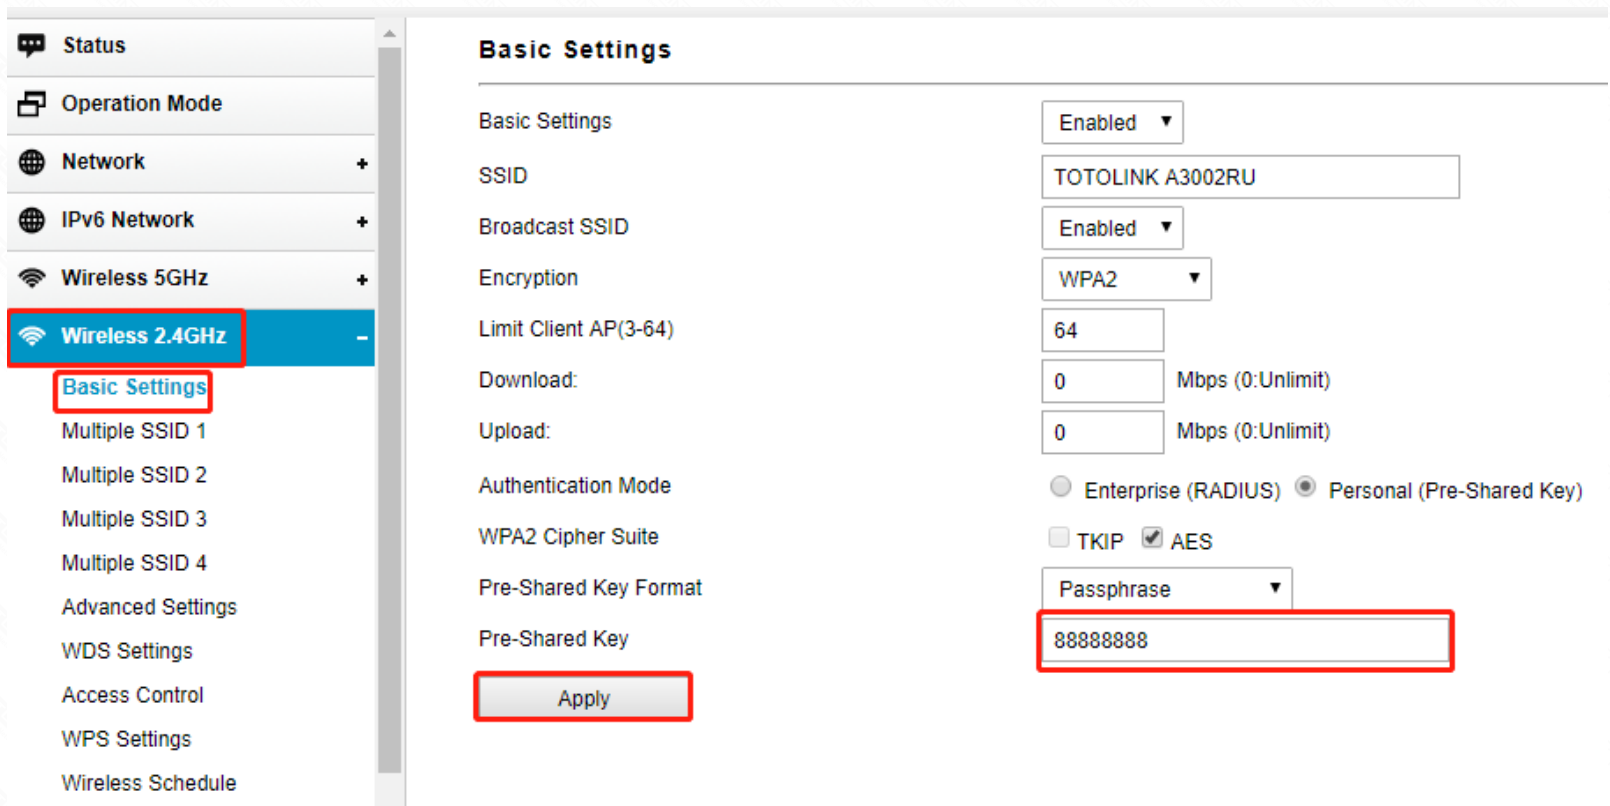 Status
Operation Mode
Network +
IPv6 Network +
Wireless 5GHz +
Wireless 2.4GHz -
Basic Settings
Multiple SSID 1
Multiple SSID 2
Multiple SSID 3
Multiple SSID 4
Advanced Settings
WDS Settings
Access Control
WPS Settings
Wireless Schedule
Basic Settings
Basic Settings Enabled
SSID TOTOLINK A3002RU
Broadcast SSID Enabled
Encryption WPA2
Limit Client AP(3-64) 64
Download: 0 Mbps (0:Unlimit)
Upload: 0 Mbps (0:Unlimit)
Authentication Mode Enterprise (RADIUS) Personal (Pre-Shared Key)
WPA2 Cipher Suite TKIP AES
Pre-Shared Key Format Passphrase
Pre-Shared Key 88888888
Apply